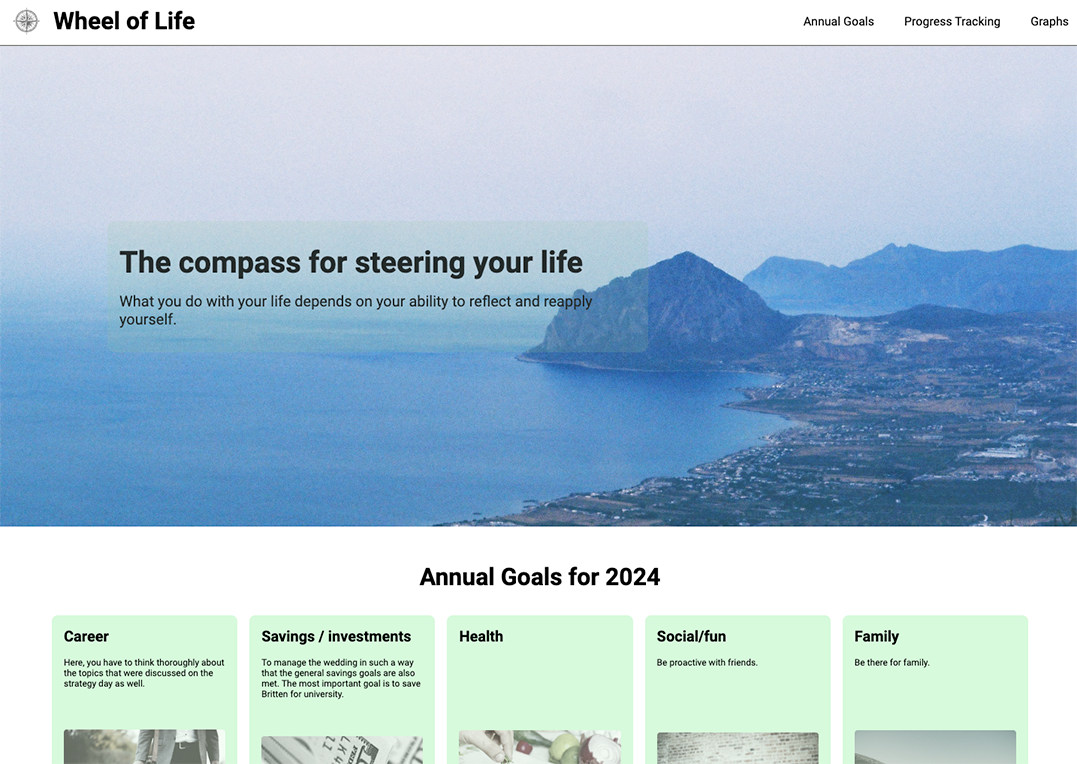 Wheel of Life
Annual Goals
Progress Tracking
Graphs
The compass for steering your life
What you do with your life depends on your ability to reflect and reapply
yourself.
Annual Goals for 2024
Career
Here, you have to think thoroughly about
the topics that were discussed on the
strategy day as well.
Savings / investments
To manage the wedding in such a way
that the general savings goals are also
met. The most important goal is to save
Britten for university.
Health
Social/fun
Be proactive with friends.
Family
Be there for family.